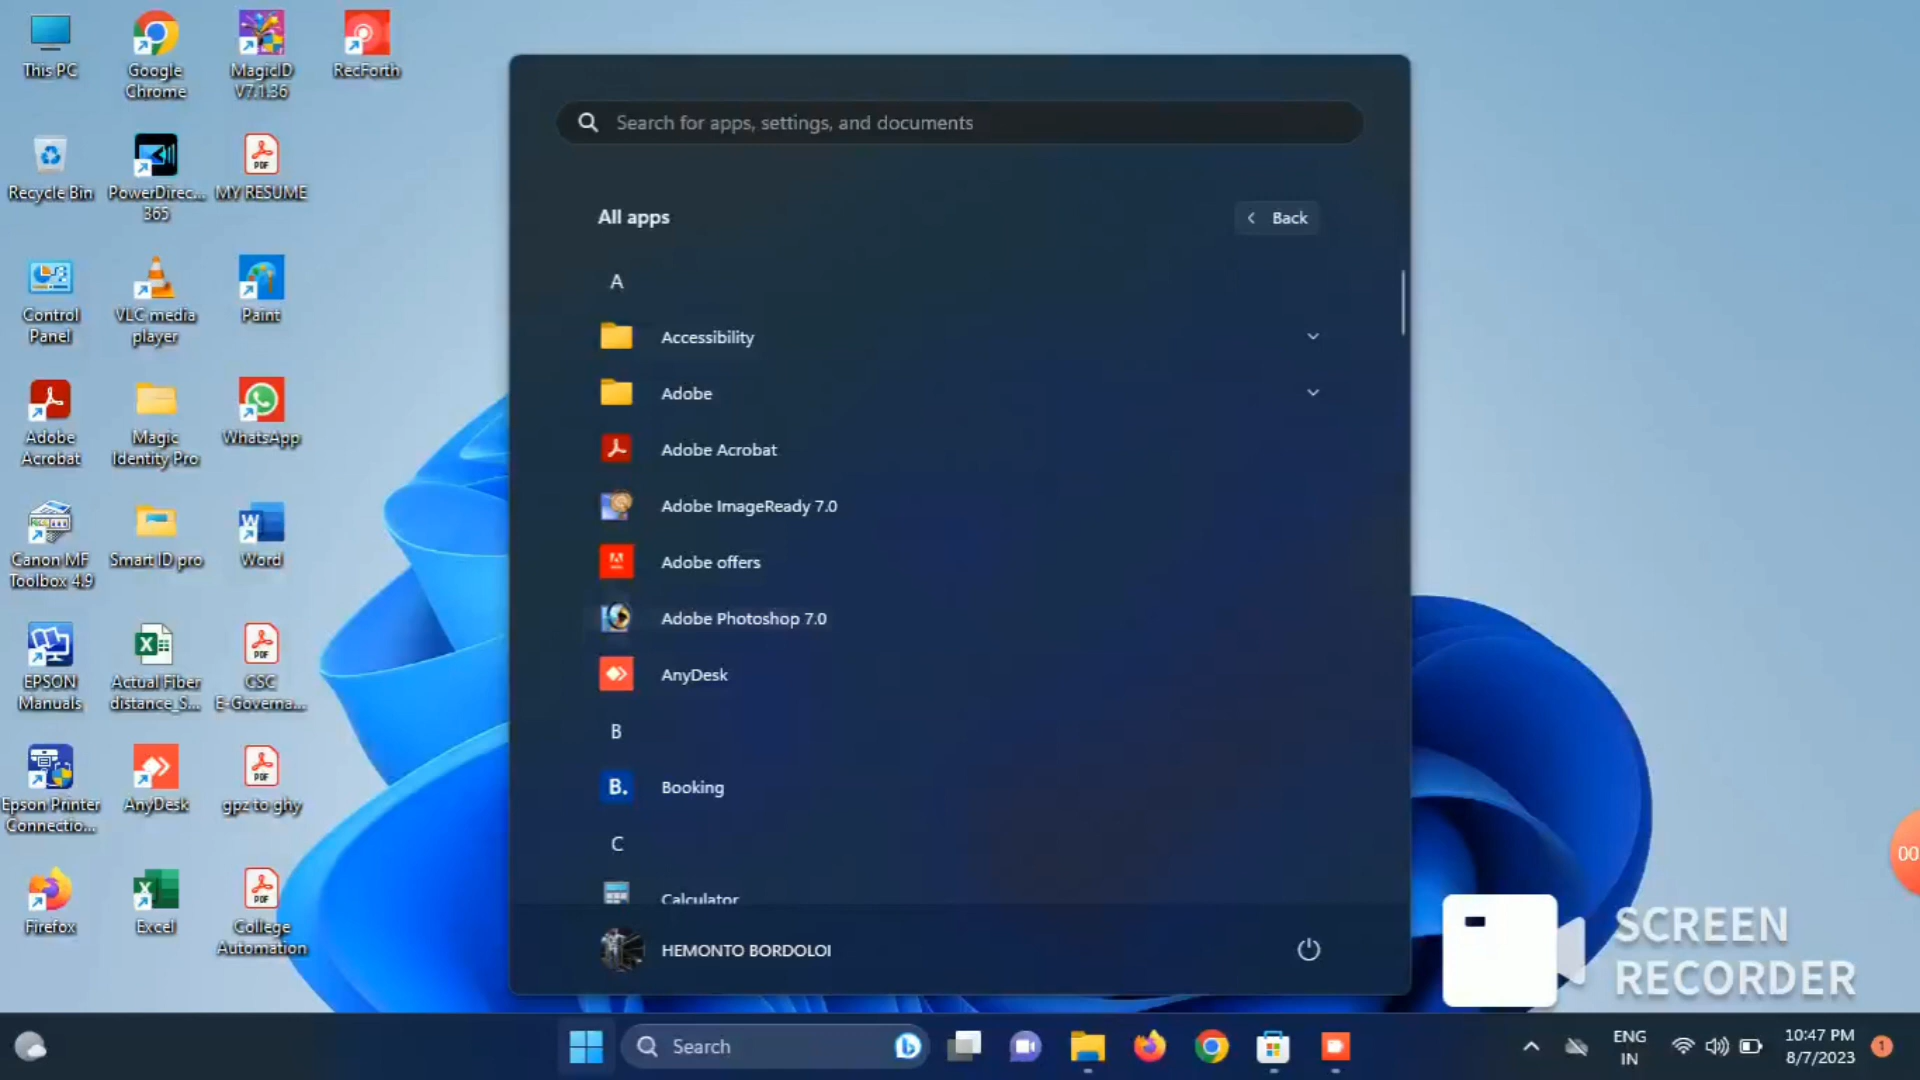 This PC
Google
Chrome
MagicID
V7.1.36
RecForth
Recycle Bin
PowerDirec...
365
MY RESUME
Control
Panel
VLC media
player
Paint
Adobe
Acrobat
Magic
Identity Pro
WhatsApp
Canon MF
Toolbox 4.9
Smart ID pro
Word
EPSON
Manuals
Actual Fiber
distance_S...
CSC
E-Governa...
Epson Printer
Connectio...
AnyDesk
gpz to ghy
Firefox
Excel
College
Automation
Search for apps, settings, and documents
All apps
Back
A
Accessibility
Adobe
Adobe Acrobat
Adobe ImageReady 7.0
Adobe offers
Adobe Photoshop 7.0
AnyDesk
B
B.
Booking
C
Calculator
HEMONTO BORDOLOI
00
SCREEN
RECORDER
Search
ENG
IN
10:47 PM
8/7/2023
1